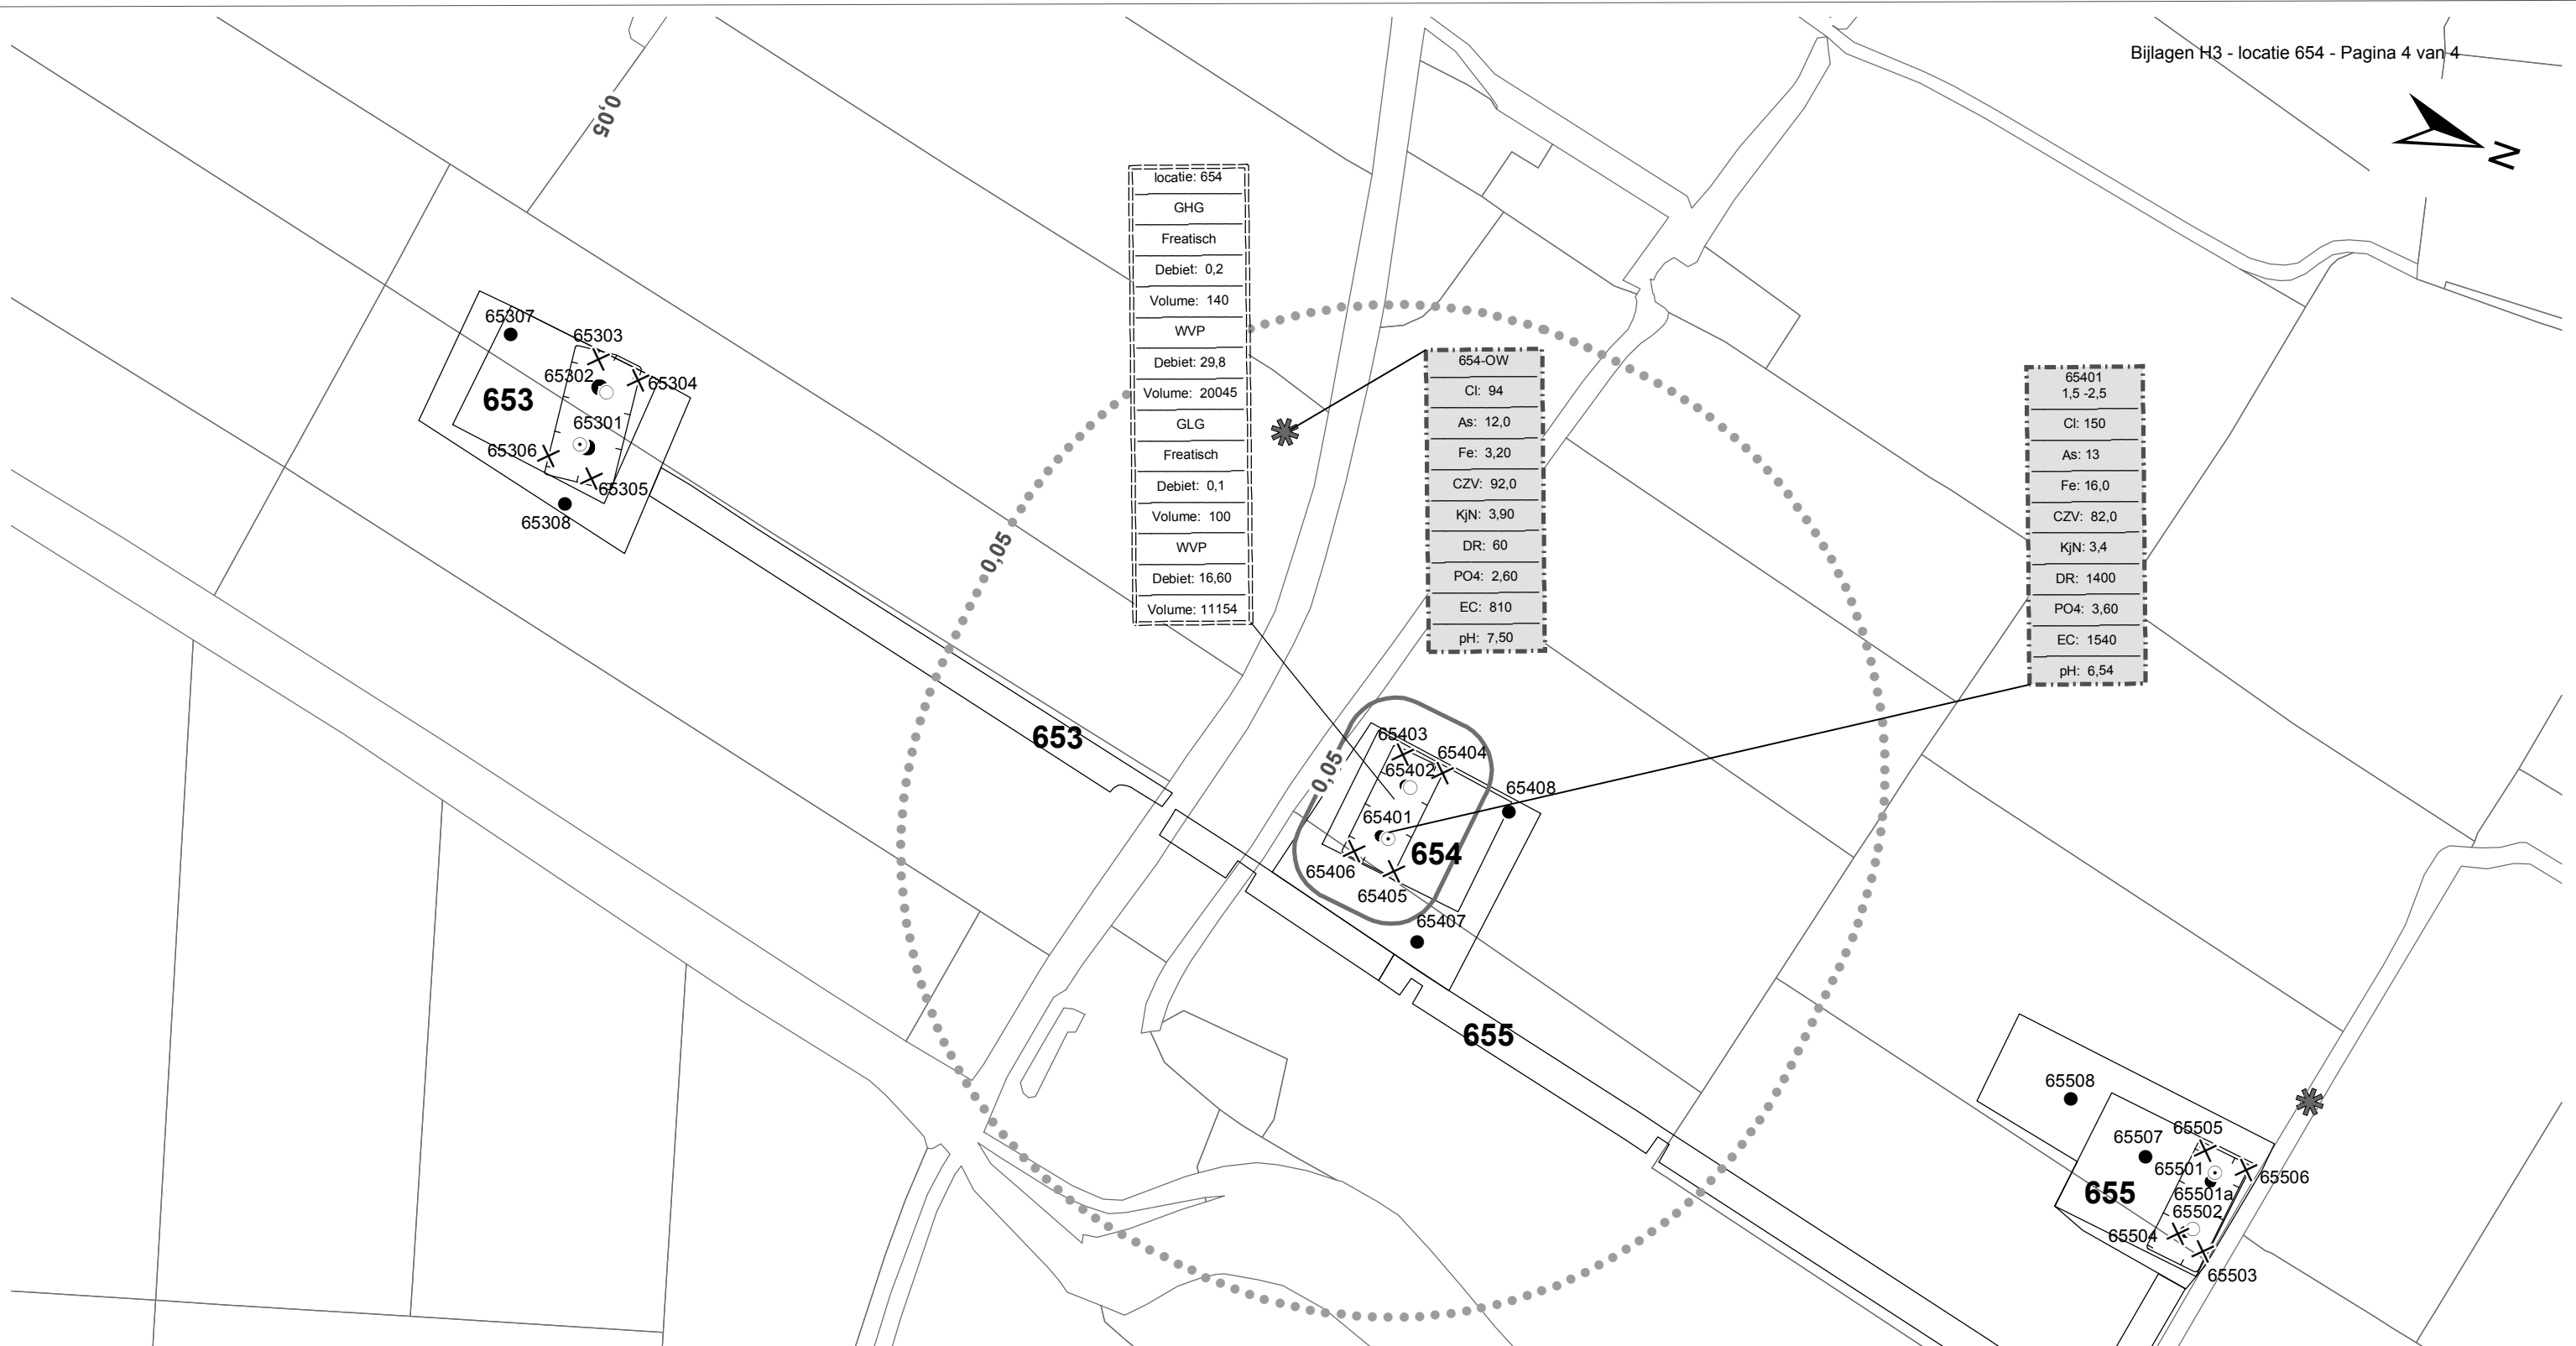 Bijlagen H3 - locatie 654 - Pagina 4 van 4
N
0,05
locatie: 654
GHG
Freatisch
Debiet: 0,2
Volume: 140
WVP
Debiet: 29,8
Volume: 20045
GLG
Freatisch
Debiet: 0,1
Volume: 100
WVP
Debiet: 16,60
Volume: 11154
654-OW
Cl: 94
As: 12,0
Fe: 3,20
CZV: 92,0
KjN: 3,90
DR: 60
PO4: 2,60
EC: 810
pH: 7,50
65401
1,5 -2,5
Cl: 150
As: 13
Fe: 16,0
CZV: 82,0
KjN: 3,4
DR: 1400
PO4: 3,60
EC: 1540
pH: 6,54
65307
65303
65302
65304
653
65301
65306
65305
65308
0,05
653
65403
65404
65402
0,05
65408
65401
654
65406
65405
65407
655
65508
65505
65507
65501
65506
655
65501a
65502
65504
65503